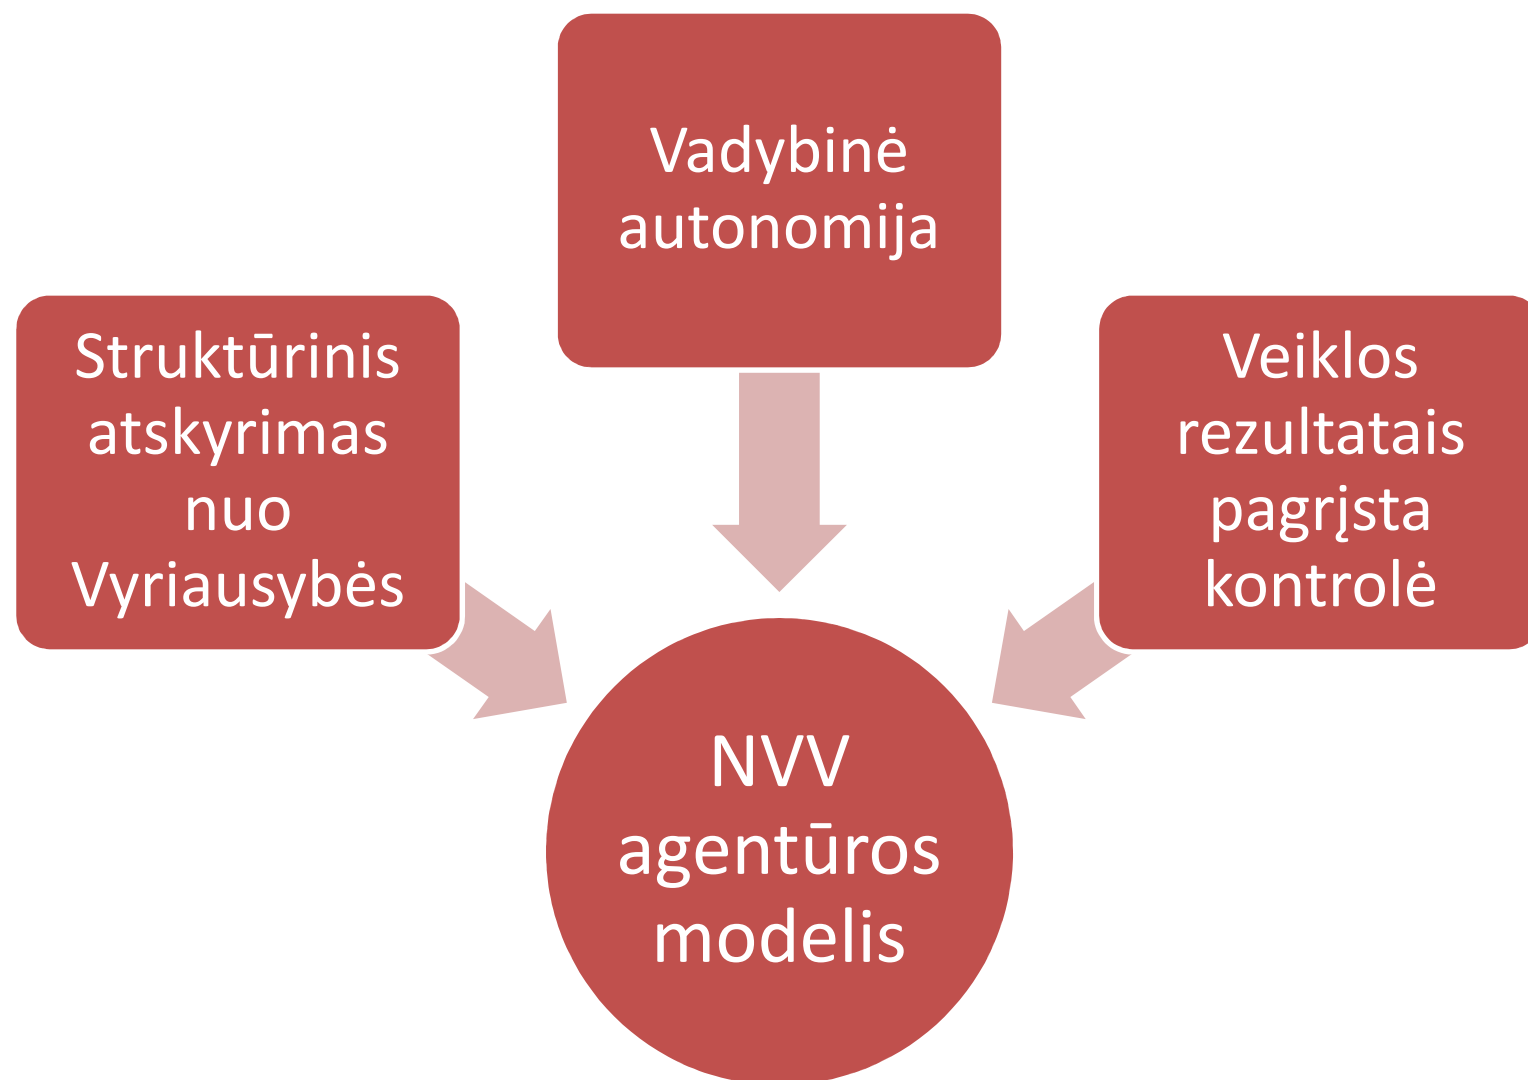 Vadybinė
autonomija
Struktūrinis
atskyrimas
nuo
Vyriausybės
Veiklos
rezultatais
pagrįsta
kontrolė
NVV
agentūros
modelis